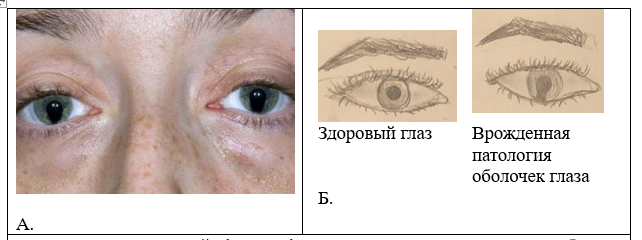 Здоровый глаз
Врожденная
патология
оболочек глаза
Б.
А.